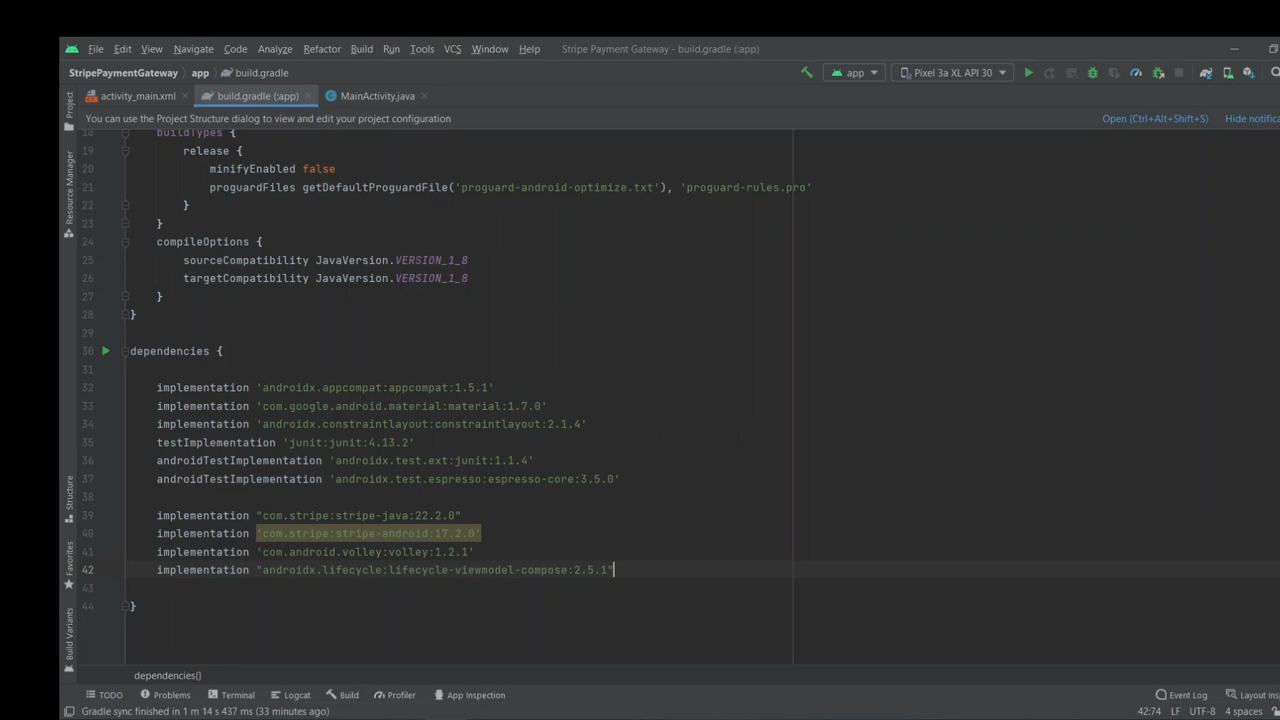 File Edit View Navigate Code Analyze Refactor Build Run Tools VCS Window Help Stripe Payment Gateway - build.gradle (:app)
StripePaymentGateway app build.gradle app Pixel 3a XL API 30
activity_main.xml build.gradle (:app) MainActivity.java
You can use the Project Structure dialog to view and edit your project configuration Open (Ctrl+Alt+Shift+S) Hide notifica
Project
Resource Manager
Structure
Favorites
Build Variants
18 buildTypes {
19 release {
20 minifyEnabled false
21 proguardFiles getDefaultProguardFile('proguard-android-optimize.txt'), 'proguard-rules.pro'
22 }
23 }
24 compileOptions {
25 sourceCompatibility JavaVersion.VERSION_1_8
26 targetCompatibility JavaVersion.VERSION_1_8
27 }
28 }
29
30 dependencies {
31
32 implementation 'androidx.appcompat:appcompat:1.5.1'
33 implementation 'com.google.android.material:material:1.7.0'
34 implementation 'androidx.constraintlayout:constraintlayout:2.1.4'
35 testImplementation 'junit:junit:4.13.2'
36 androidTestImplementation 'androidx.test.ext:junit:1.1.4'
37 androidTestImplementation 'androidx.test.espresso:espresso-core:3.5.0'
38
39 implementation "com.stripe:stripe-java:22.2.0"
40 implementation 'com.stripe:stripe-android:17.2.0'
41 implementation 'com.android.volley:volley:1.2.1'
42 implementation "androidx.lifecycle:lifecycle-viewmodel-compose:2.5.1"
43
44 }
dependencies()
TODO Problems Terminal Logcat Build Profiler App Inspection Event Log Layout Ins
Gradle sync finished in 1 m 14 s 437 ms (33 minutes ago) 42:74 LF UTF-8 4 spaces